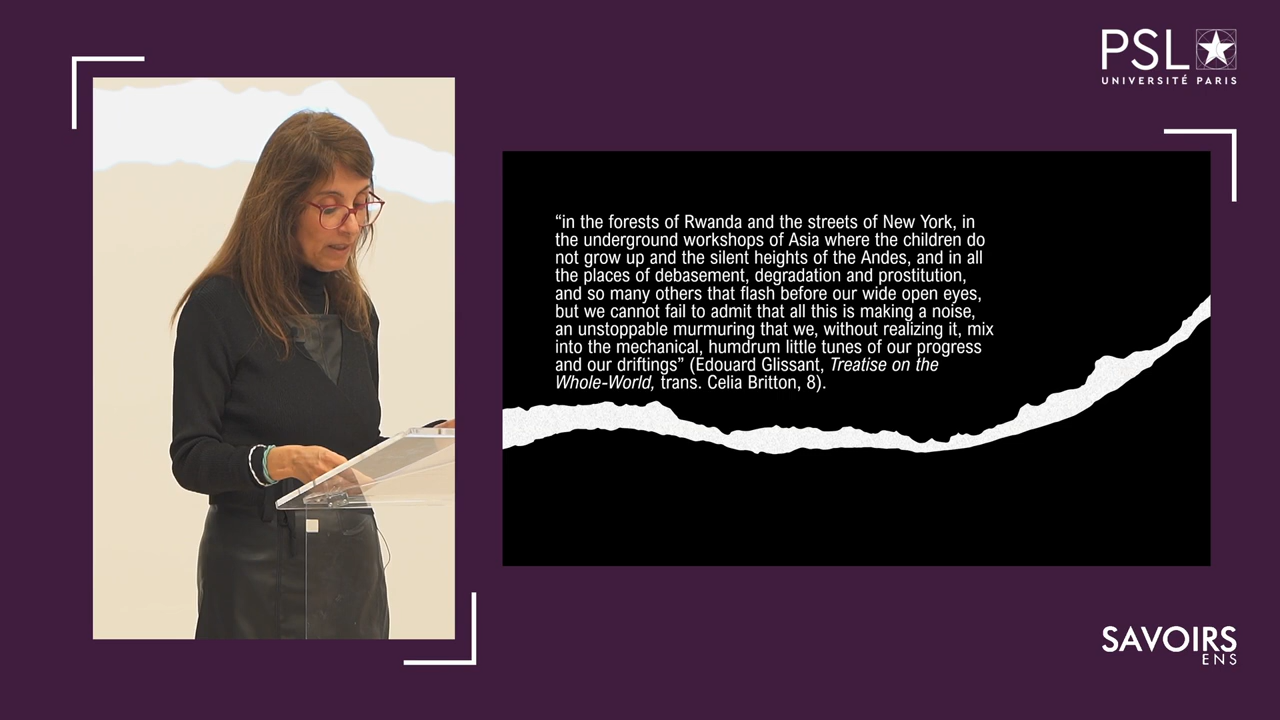 PSL
UNIVERSITÉ PARIS
“in the forests of Rwanda and the streets of New York, in
the underground workshops of Asia where the children do
not grow up and the silent heights of the Andes, and in all
the places of debasement, degradation and prostitution,
and so many others that flash before our wide open eyes,
but we cannot fail to admit that all this is making a noise,
an unstoppable murmuring that we, without realizing it, mix
into the mechanical, humdrum little tunes of our progress
and our driftings” (Edouard Glissant, Treatise on the
Whole-World, trans. Celia Britton, 8).
SAVOIRS
ENS